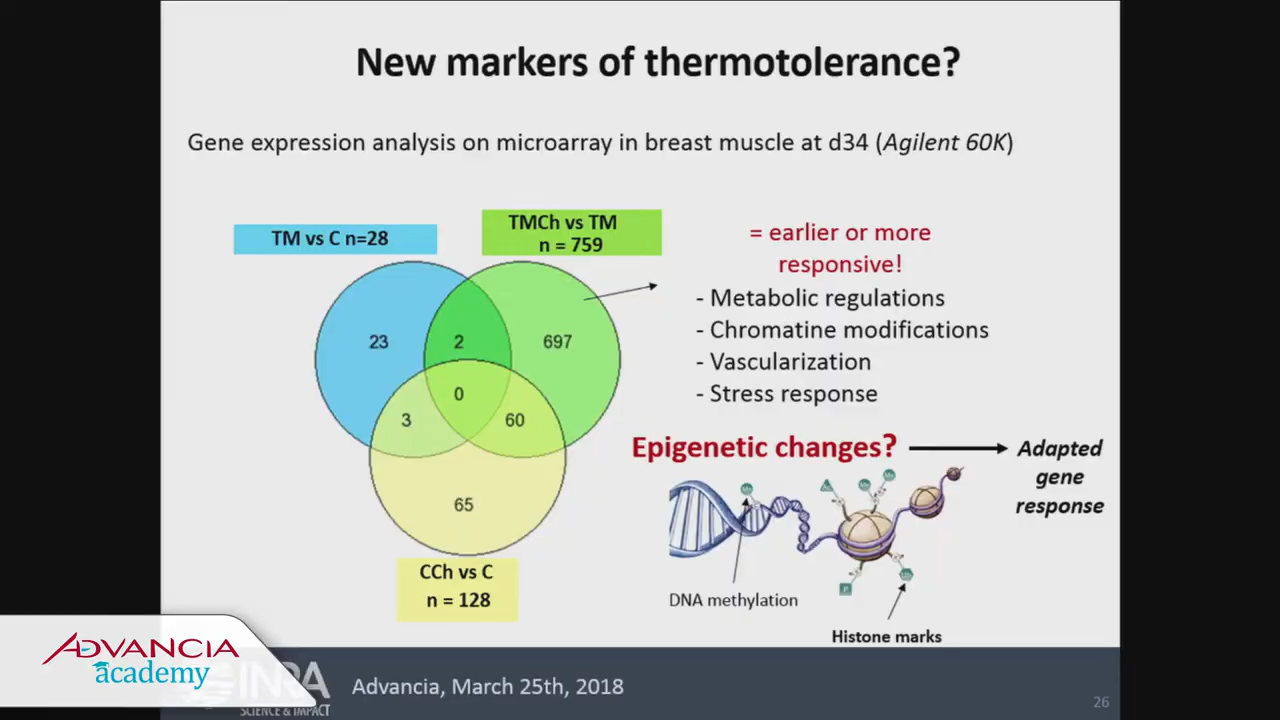 New markers of thermotolerance?
Gene expression analysis on microarray in breast muscle at d34 (Agilent 60K)
TM vs C n=28
TMCh vs TM
n = 759
= earlier or more
responsive!
- Metabolic regulations
- Chromatine modifications
- Vascularization
- Stress response
23
2
697
0
3
60
65
CCh vs C
n = 128
Epigenetic changes?
Adapted
gene
response
DNA methylation
Histone marks
ADVANCIA
academy
INRA
SCIENCE & IMPACT
Advancia, March 25th, 2018
26